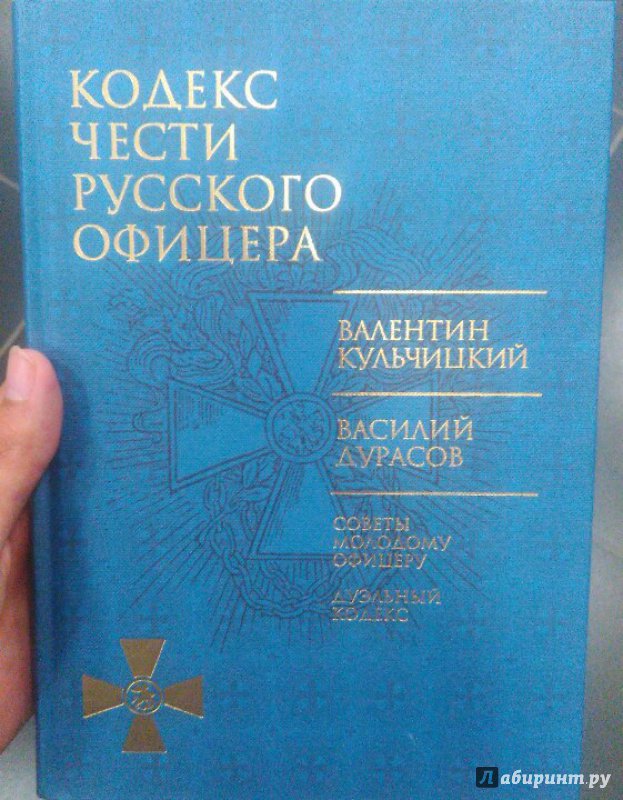 КОДЕКС
ЧЕСТИ
РУССКОГО
ОФИЦЕРА
ВАЛЕНТИН
КУЛЬЧИЦКИЙ
ВАСИЛИЙ
ДУРАСОВ
СОВЕТЫ
МОЛОДОМУ
ОФИЦЕРУ
ДУЭЛЬНЫЙ
КОДЕКС
Лабиринт.ру